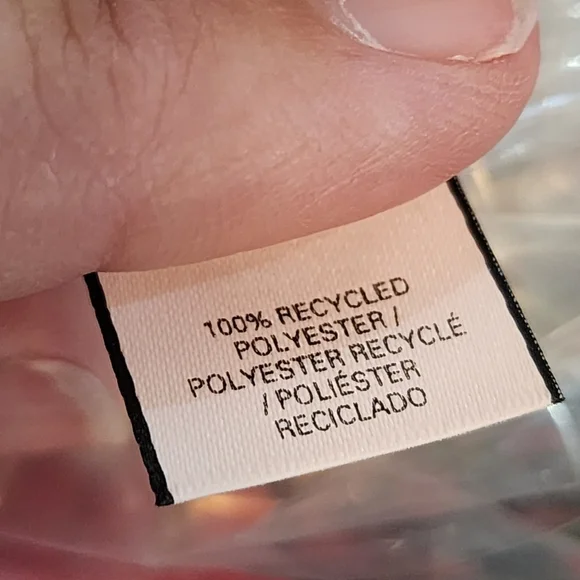 100% RECYCLED
POLYESTER /
POLYESTER RECYCLÉ
/ POLIÉSTER
RECICLADO